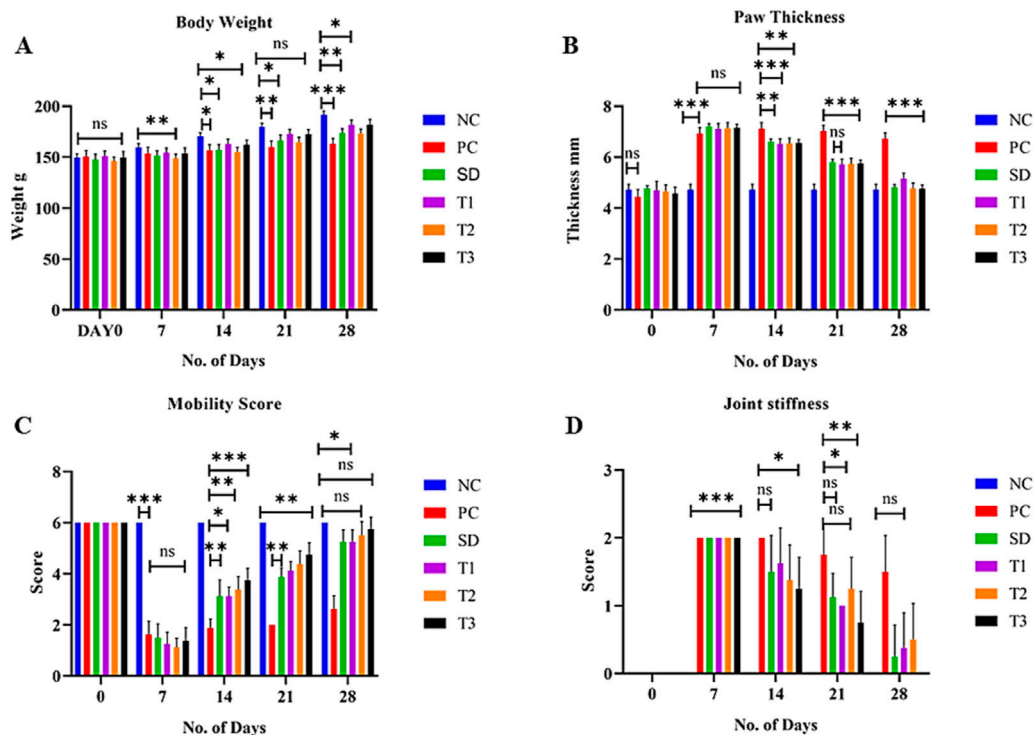 A
Body Weight
ns
**
*
*
*
ns
*
**
*
**
***
200
150
100
50
0
Weight g
DAY0
7
14
21
28
No. of Days
NC
PC
SD
T1
T2
T3
B
Paw Thickness
ns
***
ns
**
***
**
***
ns
***
8
6
4
2
0
Thickness mm
0
7
14
21
28
No. of Days
NC
PC
SD
T1
T2
T3
C
Mobility Score
***
ns
***
**
*
**
**
**
*
ns
ns
8
6
4
2
0
Score
0
7
14
21
28
No. of Days
NC
PC
SD
T1
T2
T3
D
Joint stiffness
***
*
ns
**
*
ns
ns
ns
3
2
1
0
Score
0
7
14
21
28
No. of Days
NC
PC
SD
T1
T2
T3